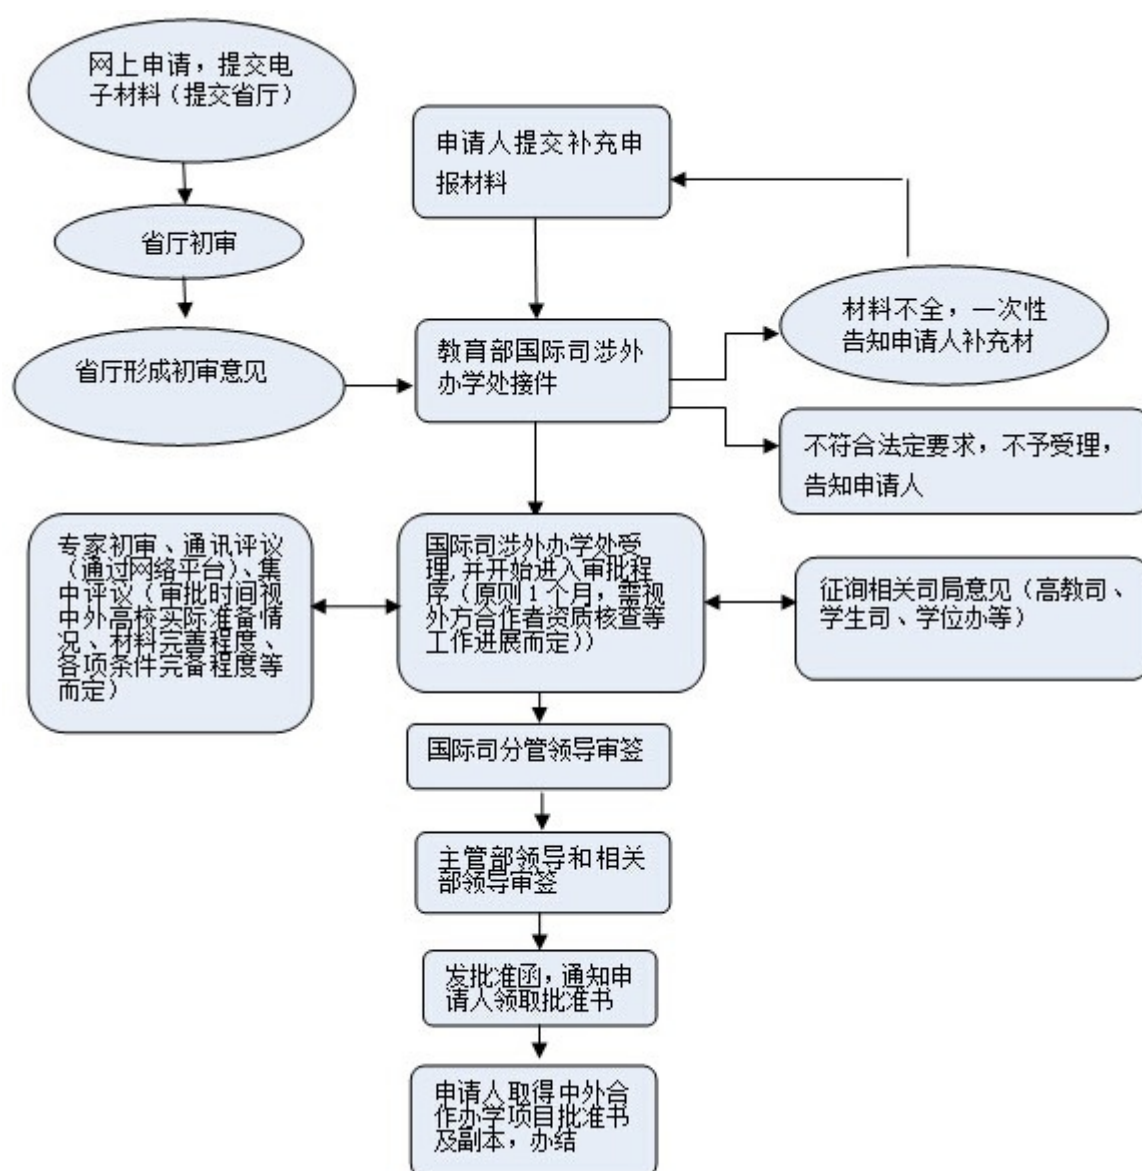 网上申请，提交电
子材料（提交省厅）
省厅初审
省厅形成初审意见
申请人提交补充申
报材料
教育部国际司涉外
办学处接件
材料不全，一次性
告知申请人补充材
不符合法定要求，不予受理，
告知申请人
专家初审、通讯评议
（通过网络平台）、集
中评议（审批时间视
中外高校实际准备情
况、材料完善程度、
各项条件完备程度等
而定）
国际司涉外办学处受
理,并开始进入审批程
序（原则1个月，需视
外方合作者资质核查等
工作进展而定））
征询相关司局意见（高教司、
学生司、学位办等）
国际司分管领导审签
主管部领导和相关
部领导审签
发批准函，通知申
请人领取批准书
申请人取得中外合
作办学项目批准书
及副本，办结